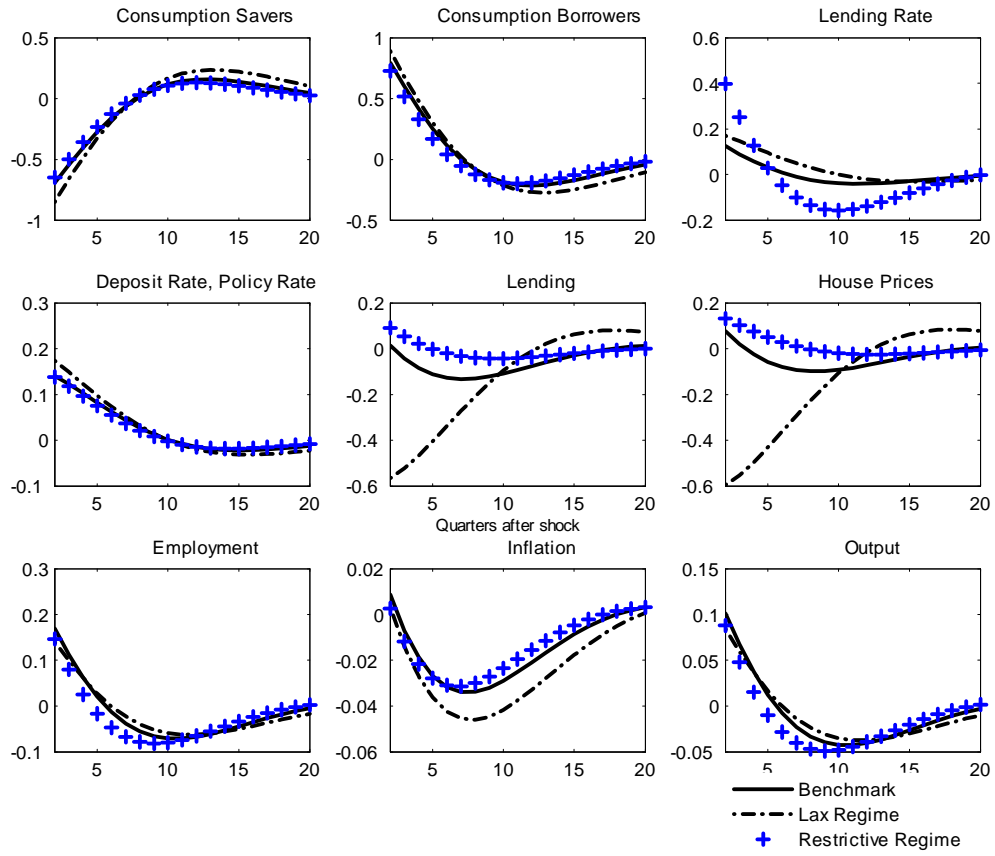 Consumption Savers
0.5
0
-0.5
-1
5 10 15 20
Consumption Borrowers
1
0.5
0
-0.5
5 10 15 20
Lending Rate
0.6
0.4
0.2
0
-0.2
5 10 15 20
Deposit Rate, Policy Rate
0.3
0.2
0.1
0
-0.1
5 10 15 20
Lending
0.2
0
-0.2
-0.4
-0.6
5 10 15 20
Quarters after shock
House Prices
0.2
0
-0.2
-0.4
-0.6
5 10 15 20
Employment
0.3
0.2
0.1
0
-0.1
5 10 15 20
Inflation
0.02
0
-0.02
-0.04
-0.06
5 10 15 20
Output
0.15
0.1
0.05
0
-0.05
5 10 15 20
Benchmark
Lax Regime
Restrictive Regime